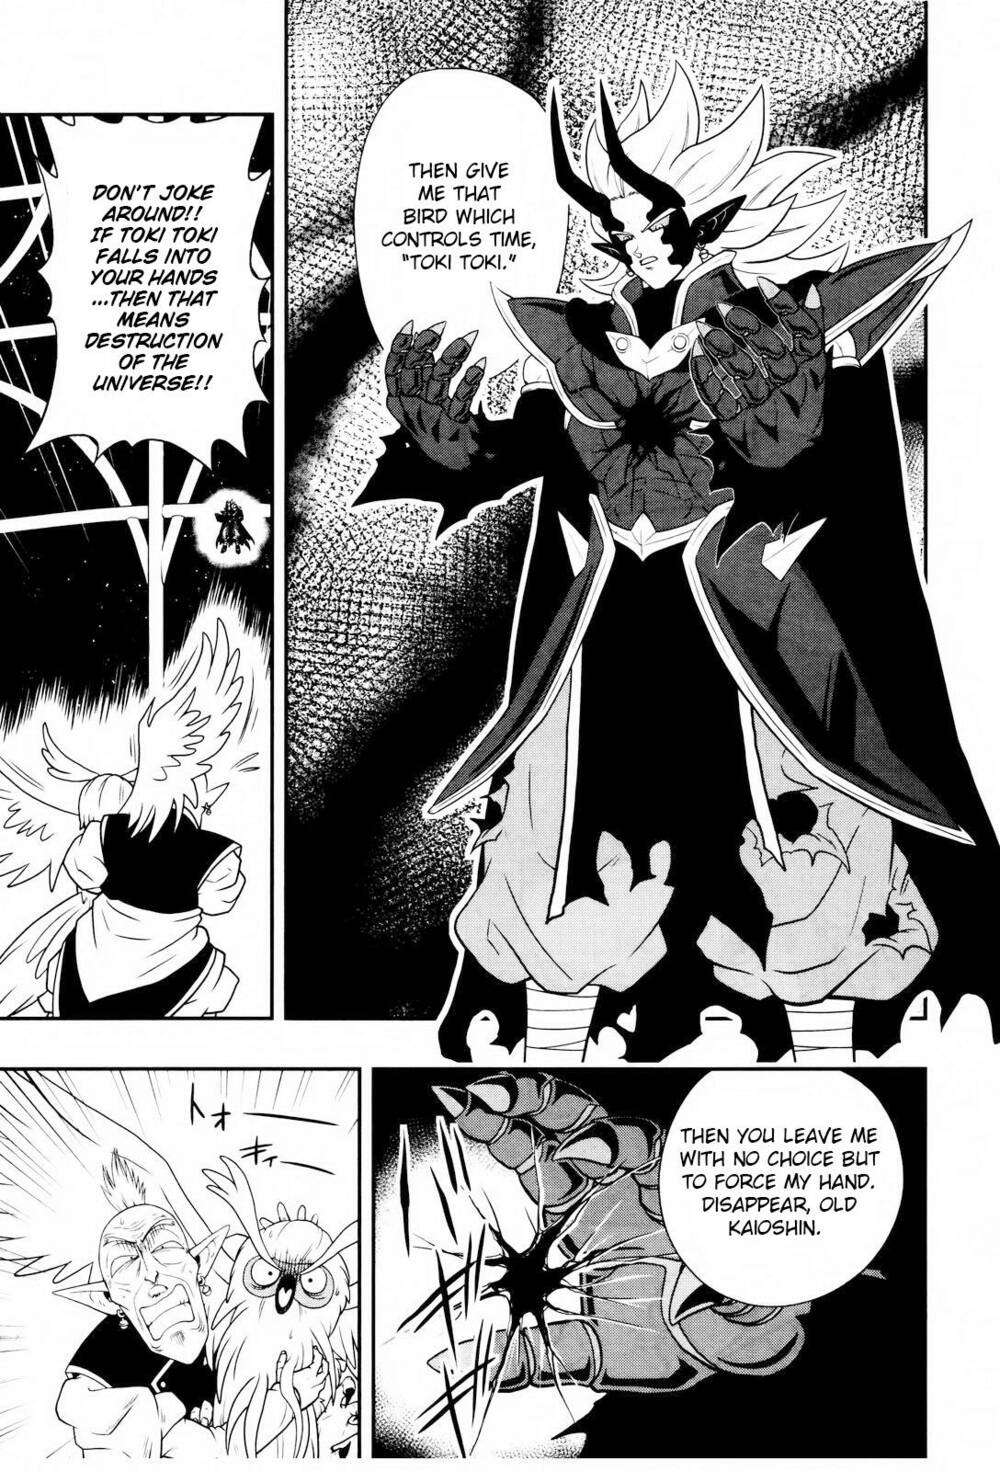 THEN GIVE
ME THAT
BIRD WHICH
CONTROLS TIME,
"TOKI TOKI."
DON'T JOKE
AROUND!!
IF TOKI TOKI
FALLS INTO
YOUR HANDS
...THEN THAT
MEANS
DESTRUCTION
OF THE
UNIVERSE!!
THEN YOU LEAVE ME
WITH NO CHOICE BUT
TO FORCE MY HAND.
DISAPPEAR, OLD
KAIOSHIN.
トオ
キィー